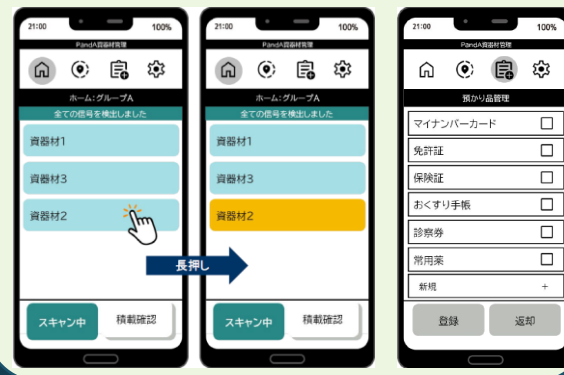 21:00 100%
PandA資器材管理
ホーム:グループA
全ての信号を検出しました
資器材1
資器材3
資器材2
スキャン中 積載確認
長押し
21:00 100%
PandA資器材管理
ホーム:グループA
全ての信号を検出しました
資器材1
資器材3
資器材2
スキャン中 積載確認
21:00 100%
PandA資器材管理
預かり品管理
マイナンバーカード
免許証
保険証
おくすり手帳
診察券
常用薬
新規 +
登録 返却